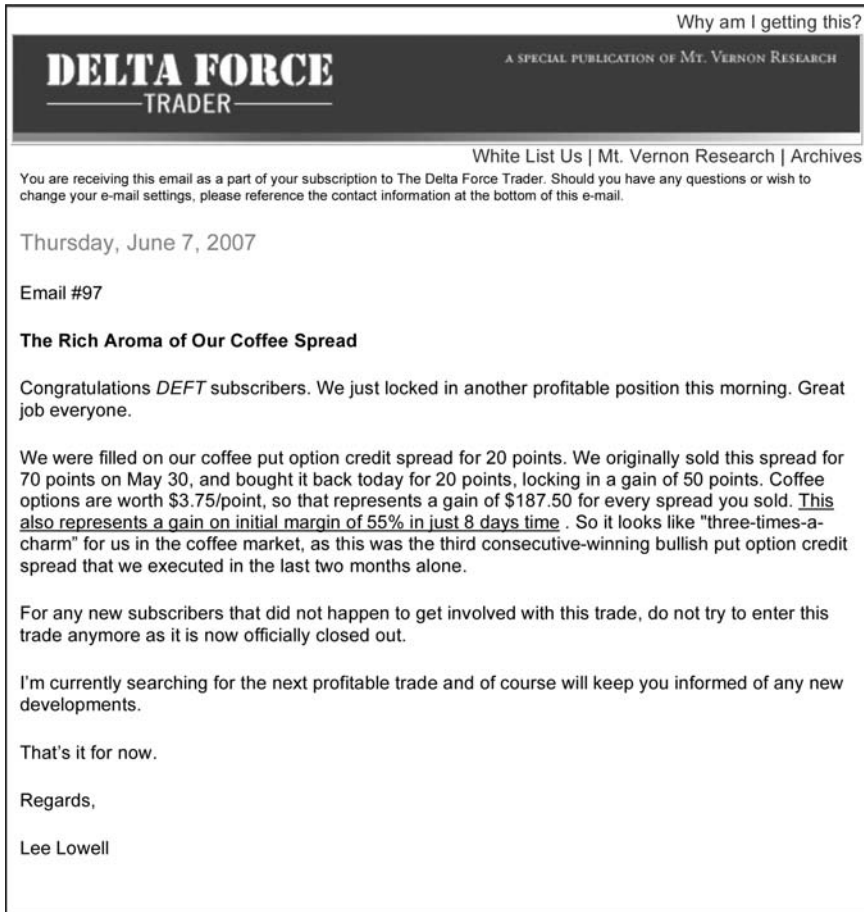 Why am I getting this?
DELTA FORCE
TRADER
A SPECIAL PUBLICATION OF MT. VERNON RESEARCH
White List Us | Mt. Vernon Research | Archives
You are receiving this email as a part of your subscription to The Delta Force Trader. Should you have any questions or wish to
change your e-mail settings, please reference the contact information at the bottom of this e-mail.
Thursday, June 7, 2007
Email #97
The Rich Aroma of Our Coffee Spread
Congratulations DEFT subscribers. We just locked in another profitable position this morning. Great
job everyone.
We were filled on our coffee put option credit spread for 20 points. We originally sold this spread for
70 points on May 30, and bought it back today for 20 points, locking in a gain of 50 points. Coffee
options are worth $3.75/point, so that represents a gain of $187.50 for every spread you sold. This
also represents a gain on initial margin of 55% in just 8 days time . So it looks like "three-times-a-
charm” for us in the coffee market, as this was the third consecutive-winning bullish put option credit
spread that we executed in the last two months alone.
For any new subscribers that did not happen to get involved with this trade, do not try to enter this
trade anymore as it is now officially closed out.
I’m currently searching for the next profitable trade and of course will keep you informed of any new
developments.
That’s it for now.
Regards,
Lee Lowell